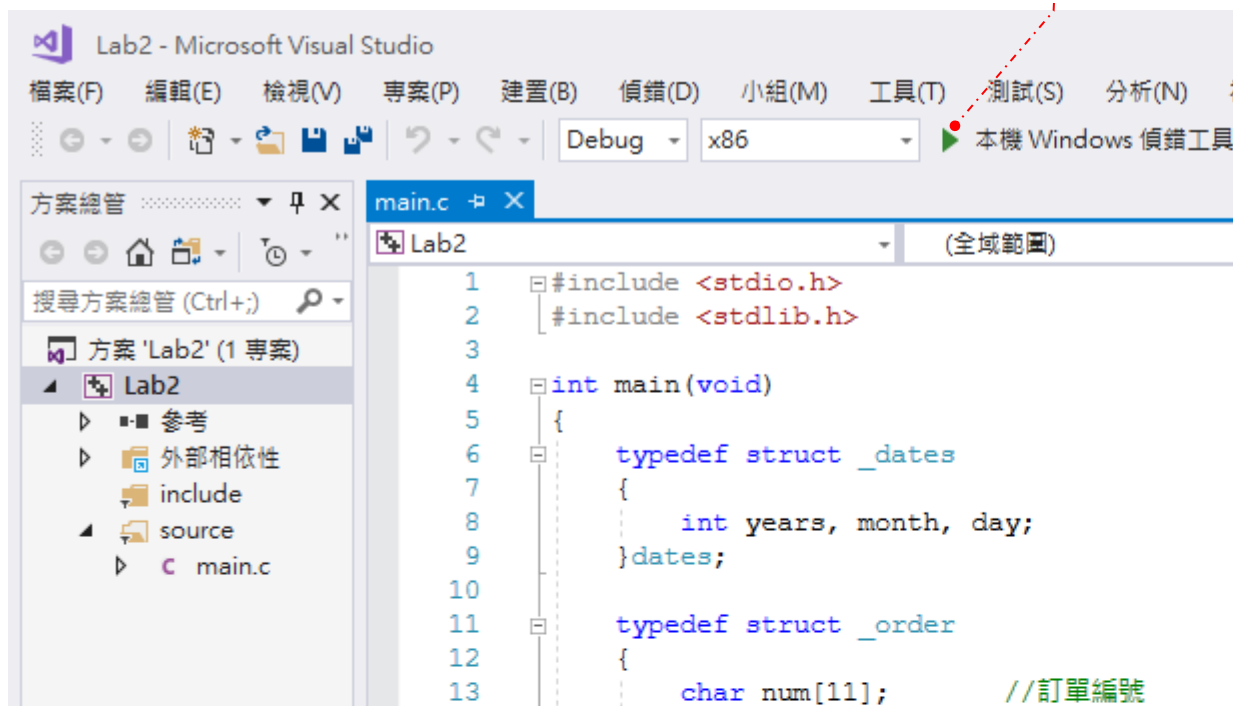 Lab2 - Microsoft Visual Studio
檔案(F) 編輯(E) 檢視(V) 專案(P) 建置(B) 偵錯(D) 小組(M) 工具(T) 測試(S) 分析(N)
Debug x86 本機 Windows 偵錯工具
方案總管
搜尋方案總管 (Ctrl+;)
方案 'Lab2' (1 專案)
Lab2
參考
外部相依性
include
source
C main.c
main.c
Lab2 (全域範圍)
1 #include <stdio.h>
2 #include <stdlib.h>
3
4 int main(void)
5 {
6 typedef struct _dates
7 {
8 int years, month, day;
9 }dates;
10
11 typedef struct _order
12 {
13 char num[11]; //訂單編號